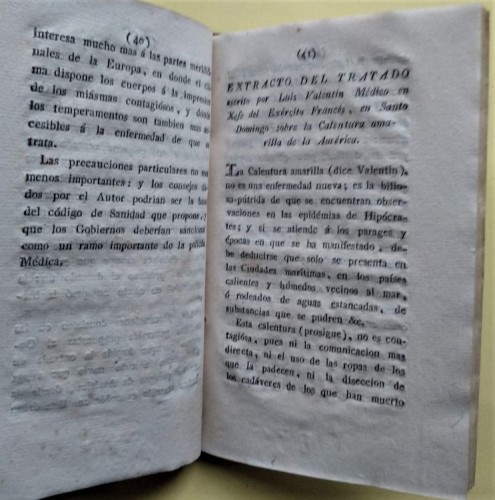 (40)
interesa mucho mas á las partes meridio-
nales de la Europa, en donde el cli-
ma dispone los cuerpos á la impresion
de los miásmas contagiósos, y donde
los temperamentos son tambien mas ac-
cesibles á la enfermedad de que se
trata.
Las precauciones particulares no son
menos importantes: y los consejos
dos por el Autor podrian ser la base
del código de Sanidad que propone, y
que los Gobiernos deberían sancionar
como un ramo importante de la policía
Médica.
(41)
EXTRACTO DEL TRATADO
escrito por Luis Valentin Médico en
Xefe del Exército Francés, en Santo
Domingo sobre la Calentura ama-
rilla de la América.
La Calentura amarilla (dice Valentin),
no es una enfermedad nueva; es la bilio-
so-pútrida de que se encuentran obser-
vaciones en las epidémias de Hipócra-
tes; y si se atiende á los parages y
épocas en que se ha manifestado, de-
be deducirse que solo se presenta en
las Ciudades marítimas, en los países
calientes y húmedos vecinos al mar,
ó rodeados de aguas estancadas, de
substancias que se pudren &c.
Esta calentura (prosigue), no es con-
tagiósa, pues ni la comunicacion mas
directa, ni el uso de las ropas de los
que la padecen, ni la diseccion de
los cadáveres de los que han muerto